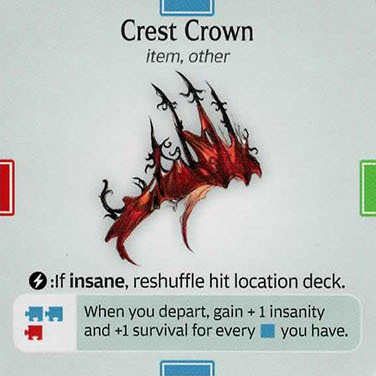 Crest Crown
item, other
:If insane, reshuffle hit location deck.
When you depart, gain + 1 insanity
and +1 survival for every you have.